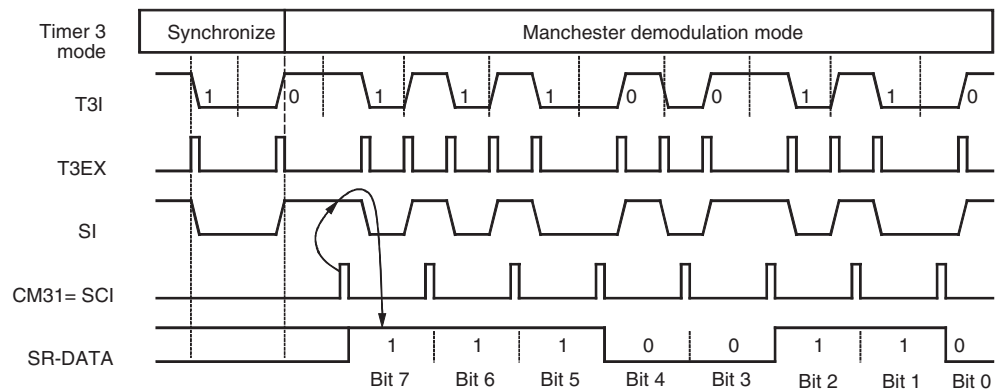 Timer 3
mode
Synchronize
Manchester demodulation mode
T3I
1 0 1 1 1 0 0 1 1 0
T3EX
SI
CM31= SCI
SR-DATA
1 1 1 0 0 1 1 0
Bit 7 Bit 6 Bit 5 Bit 4 Bit 3 Bit 2 Bit 1 Bit 0